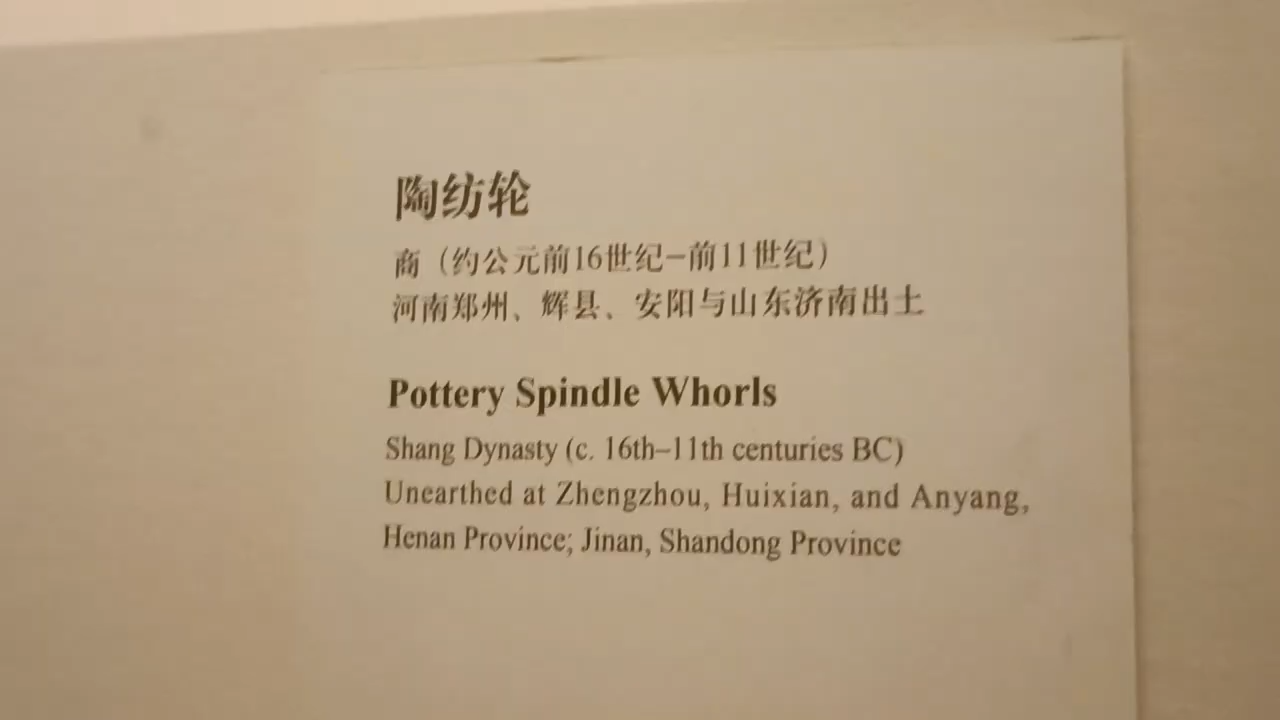 陶纺轮
商（约公元前16世纪–前11世纪）
河南郑州、辉县、安阳与山东济南出土
Pottery Spindle Whorls
Shang Dynasty (c. 16th–11th centuries BC)
Unearthed at Zhengzhou, Huixian, and Anyang,
Henan Province; Jinan, Shandong Province